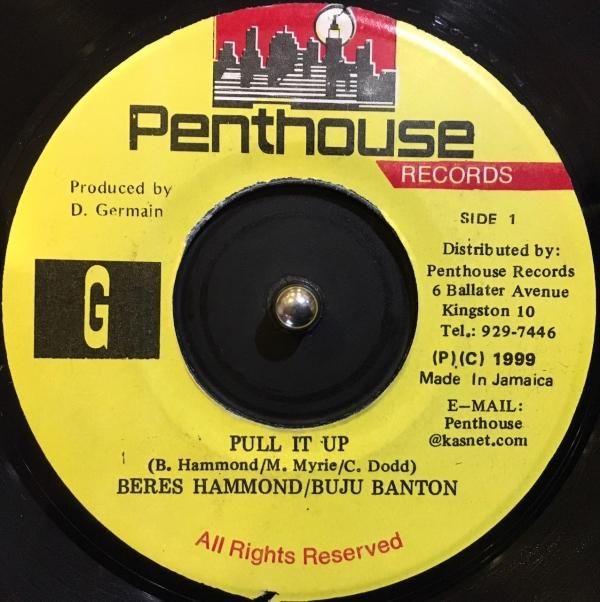 Penthouse
RECORDS
Produced by
D. Germain
SIDE 1
G
Distributed by:
Penthouse Records
6 Ballater Avenue
Kingston 10
Tel.: 929-7446
(P)(C) 1999
Made In Jamaica
E-MAIL:
Penthouse
@kasnet.com
PULL IT UP
(B. Hammond/M. Myrie/C. Dodd)
BERES HAMMOND/BUJU BANTON
All Rights Reserved